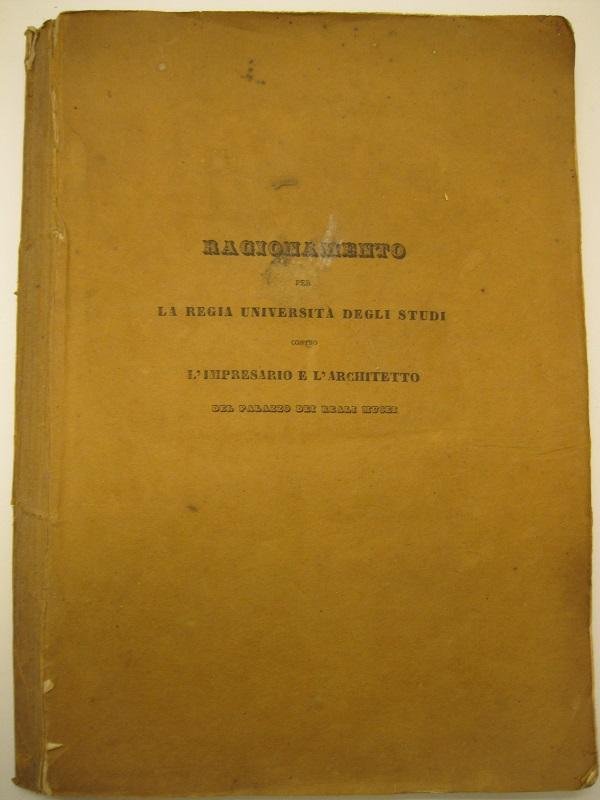 RAGIONAMENTO
PER
LA REGIA UNIVERSITÀ DEGLI STUDI
CONTRO
L'IMPRESARIO E L'ARCHITETTO
DEL PALAZZO DEI REALI MUSEI